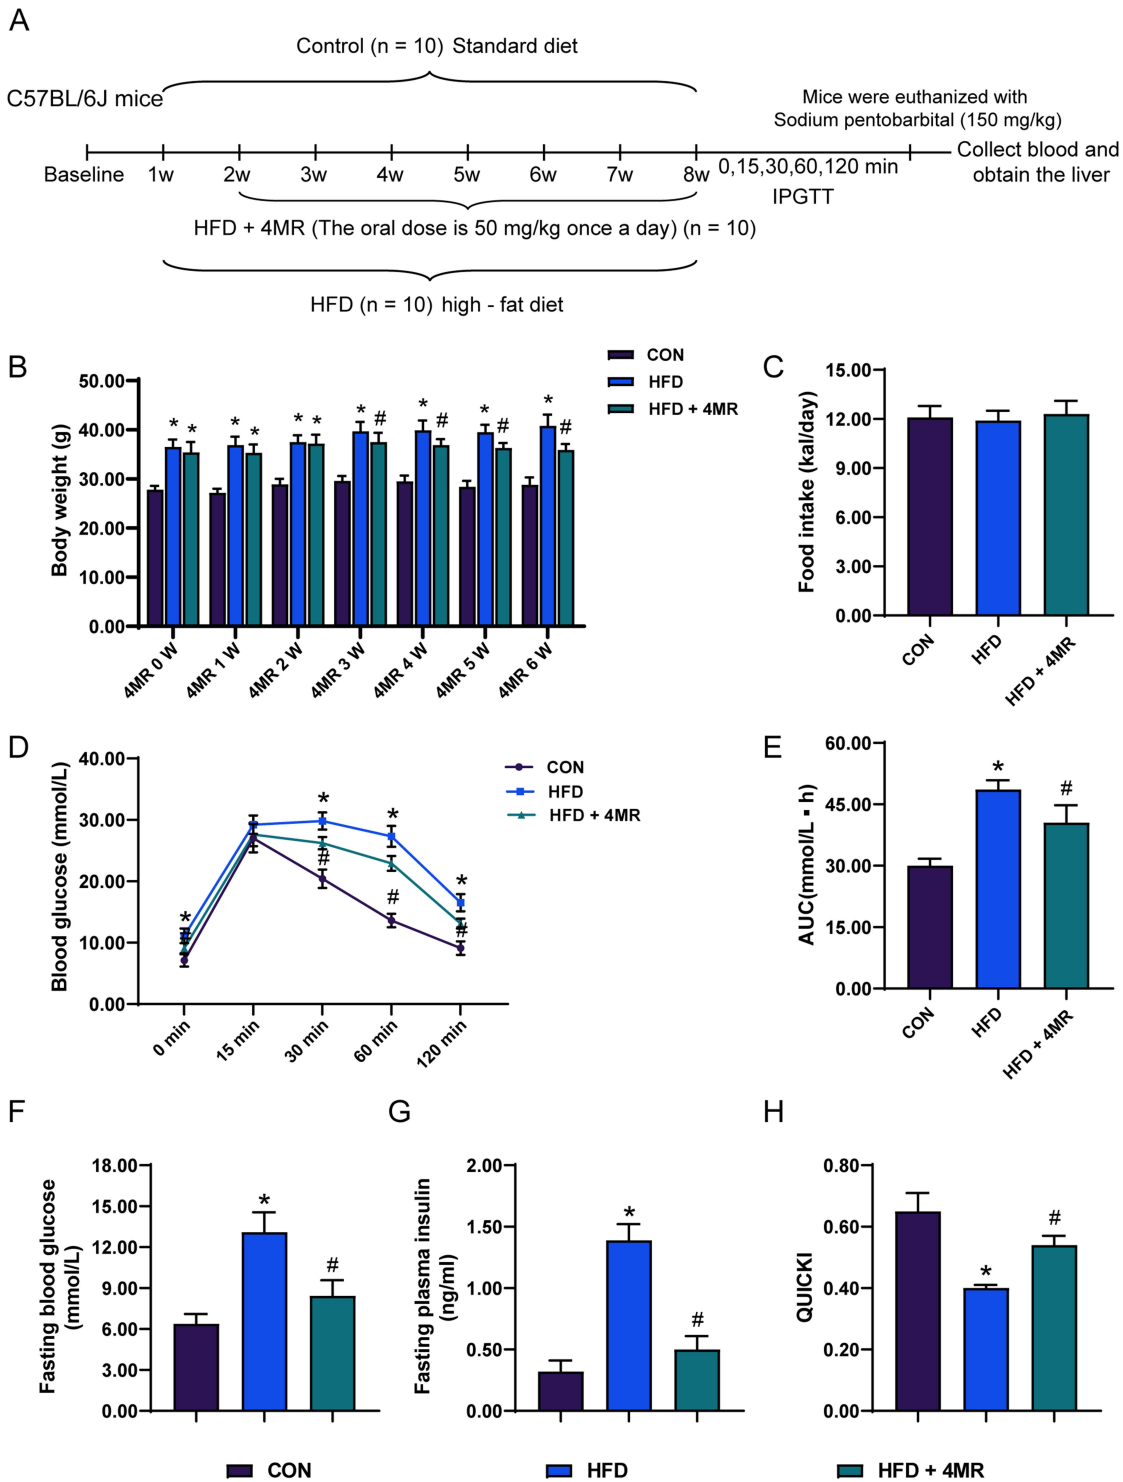 A
Control (n = 10) Standard diet
C57BL/6J mice
Mice were euthanized with
Sodium pentobarbital (150 mg/kg)
Baseline 1w 2w 3w 4w 5w 6w 7w 8w
0,15,30,60,120 min
IPGTT
Collect blood and
obtain the liver
HFD + 4MR (The oral dose is 50 mg/kg once a day) (n = 10)
HFD (n = 10) high - fat diet
B
CON
HFD
HFD + 4MR
Body weight (g)
50.00
40.00
30.00
20.00
10.00
0.00
* * * * * * * # * # * # * #
4MR 0 W
4MR 1 W
4MR 2 W
4MR 3 W
4MR 4 W
4MR 5 W
4MR 6 W
C
Food intake (kal/day)
15.00
12.00
9.00
6.00
3.00
0.00
CON
HFD
HFD + 4MR
D
Blood glucose (mmol/L)
40.00
30.00
20.00
10.00
0.00
CON
HFD
HFD + 4MR
* * * *
# # # #
0 min
15 min
30 min
60 min
120 min
E
AUC(mmol/L ▪ h)
60.00
45.00
30.00
15.00
0.00
* #
CON
HFD
HFD + 4MR
F
Fasting blood glucose
(mmol/L)
18.00
15.00
12.00
9.00
6.00
3.00
0.00
* #
G
Fasting plasma insulin
(ng/ml)
2.00
1.50
1.00
0.50
0.00
* #
H
QUICKI
0.80
0.60
0.40
0.20
0.00
* #
CON HFD HFD + 4MR